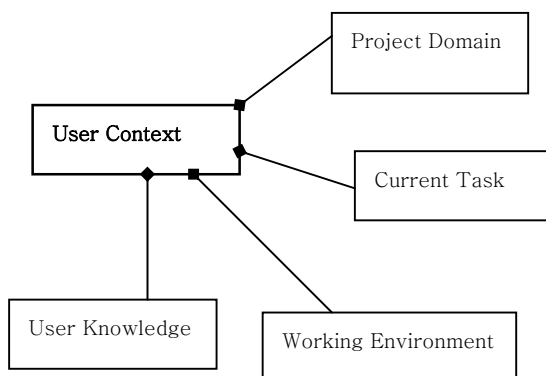 Project Domain
User Context
Current Task
User Knowledge
Working Environment